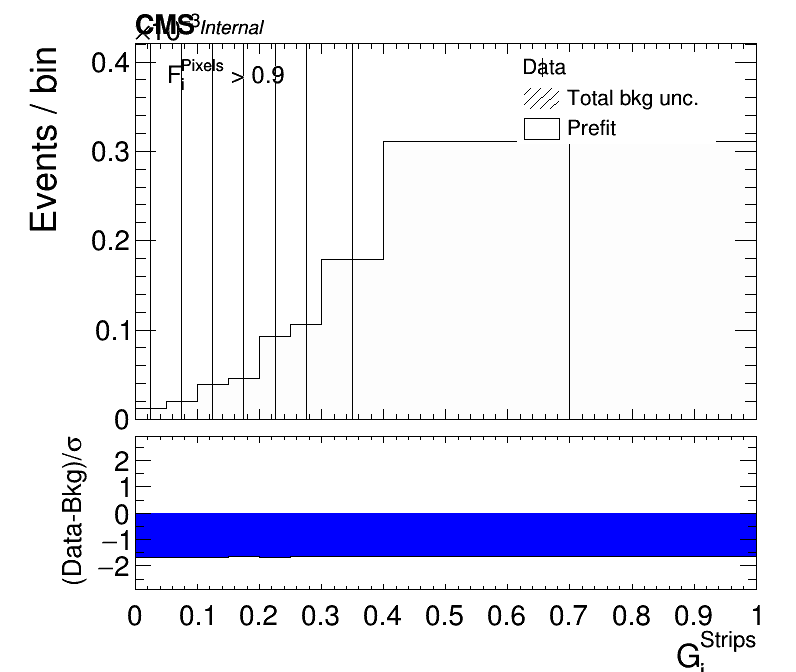 CMS Internal
×10³
F_i^Pixels > 0.9
Data
Total bkg unc.
Prefit
Events / bin
0.4
0.3
0.2
0.1
0
(Data-Bkg)/σ
2
1
0
−1
−2
0 0.1 0.2 0.3 0.4 0.5 0.6 0.7 0.8 0.9 1
G_i^Strips